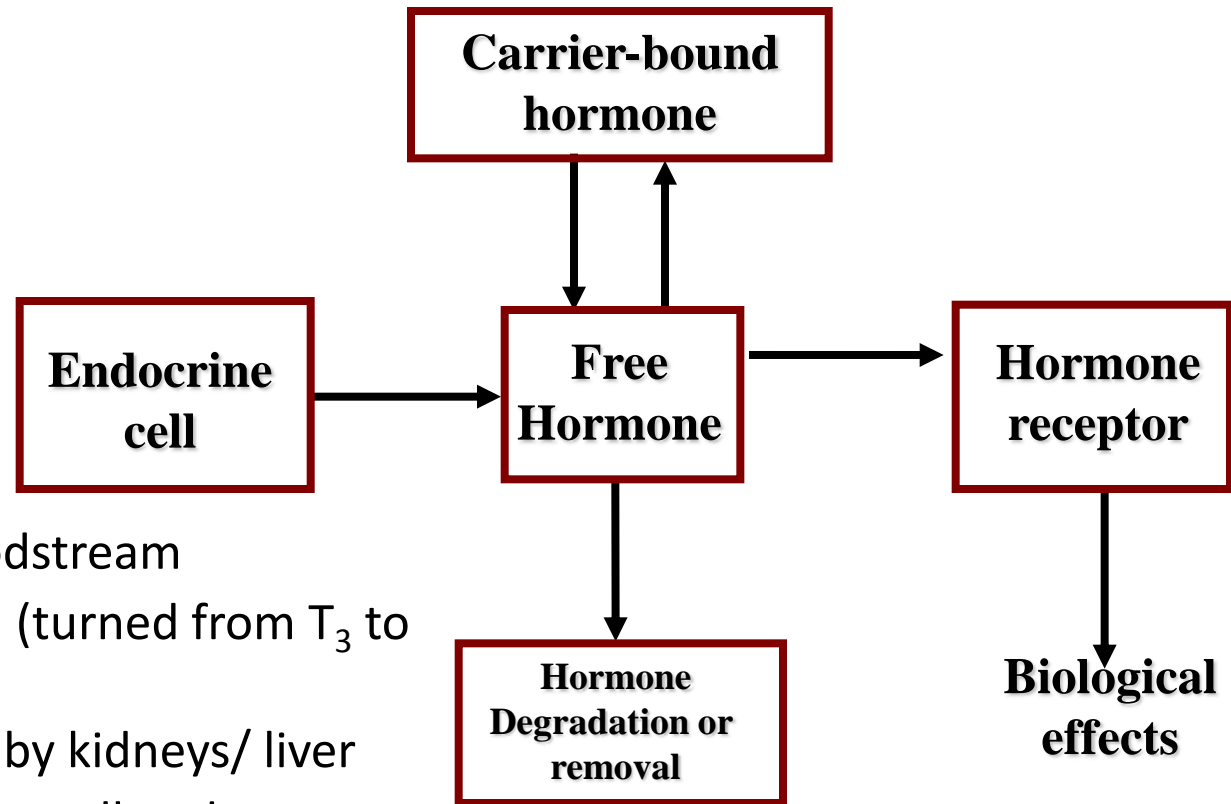 Carrier-bound
hormone
Endocrine
cell
Free
Hormone
Hormone
receptor
(turned from T₃ to
by kidneys/ liver
Hormone
Degradation or
removal
Biological
effects